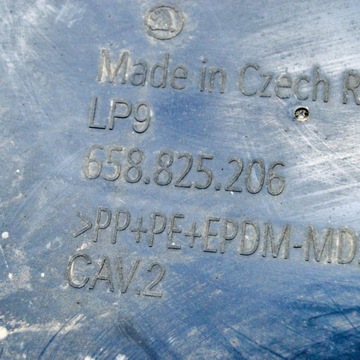 Made in Czech R
LP9
658.825.206
>PP+PE+EPDM-MD
CAV.2